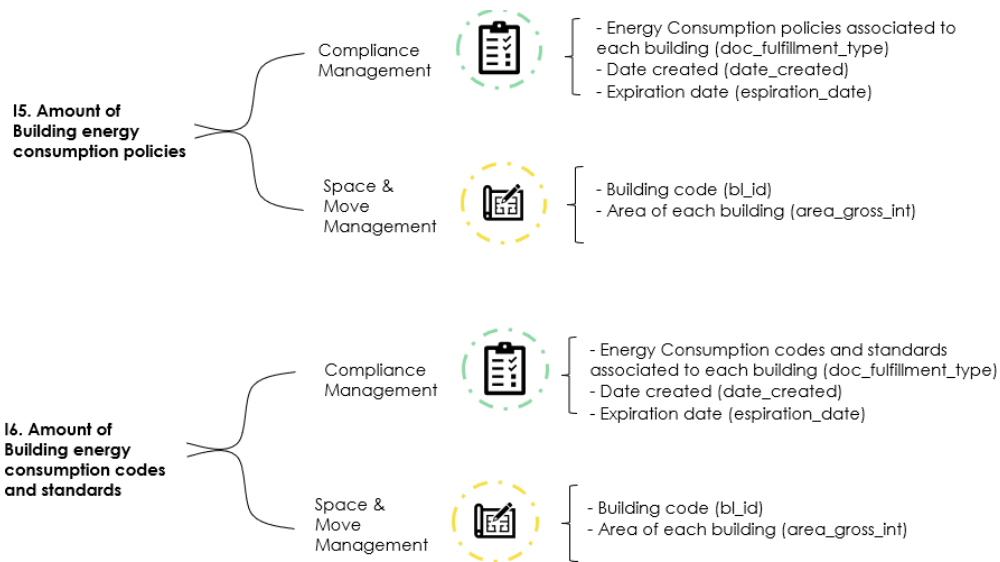 I5. Amount of
Building energy
consumption policies
Compliance
Management
- Energy Consumption policies associated to
each building (doc_fulfillment_type)
- Date created (date_created)
- Expiration date (espiration_date)
Space &
Move
Management
- Building code (bl_id)
- Area of each building (area_gross_int)
I6. Amount of
Building energy
consumption codes
and standards
Compliance
Management
- Energy Consumption codes and standards
associated to each building (doc_fulfillment_type)
- Date created (date_created)
- Expiration date (espiration_date)
Space &
Move
Management
- Building code (bl_id)
- Area of each building (area_gross_int)